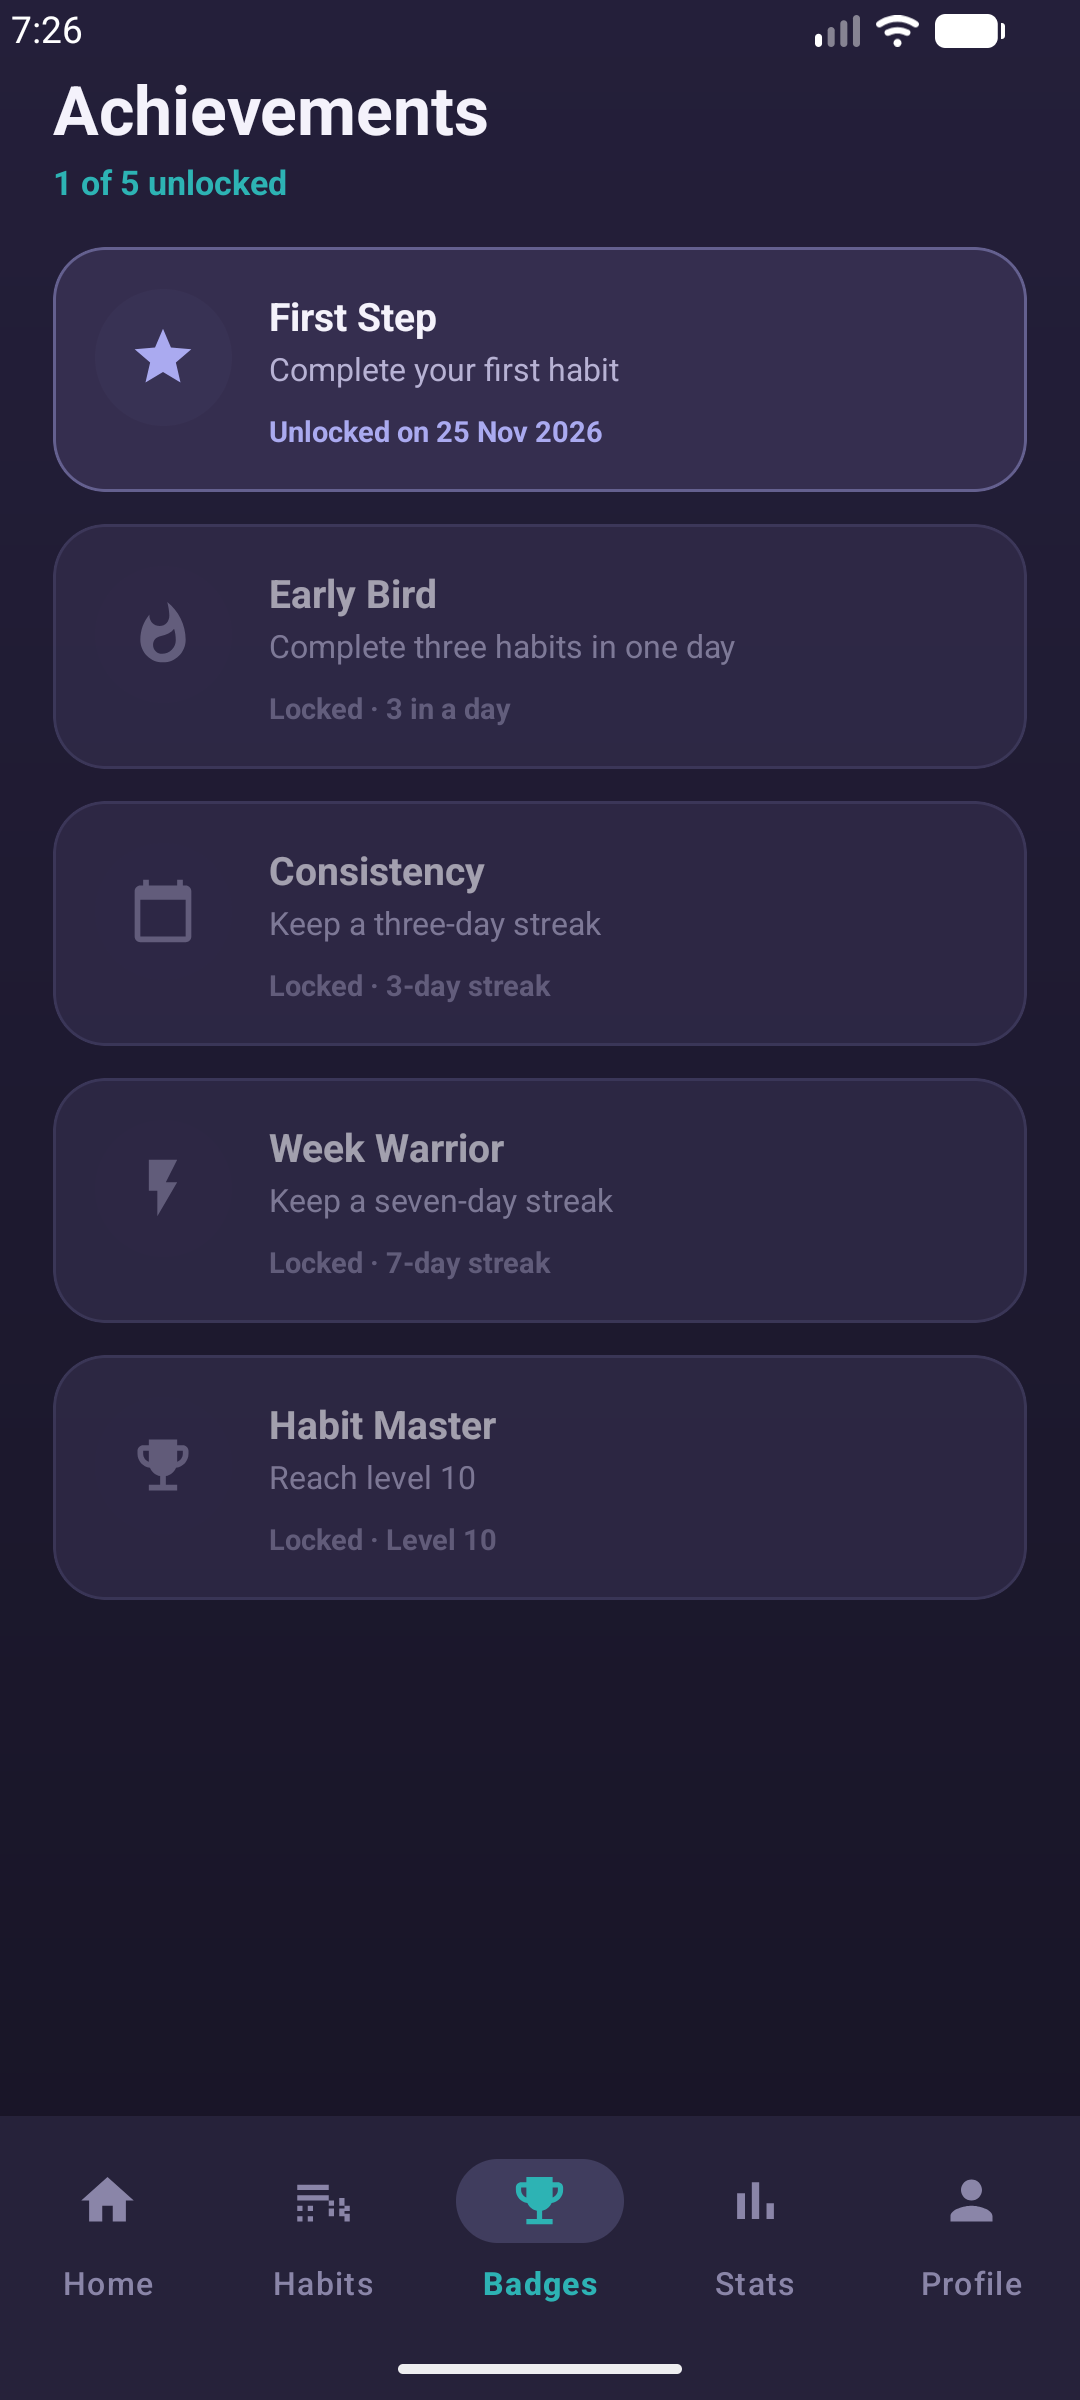 7:26
Achievements
1 of 5 unlocked
First Step
Complete your first habit
Unlocked on 25 Nov 2026
Early Bird
Complete three habits in one day
Locked · 3 in a day
Consistency
Keep a three-day streak
Locked · 3-day streak
Week Warrior
Keep a seven-day streak
Locked · 7-day streak
Habit Master
Reach level 10
Locked · Level 10
Home
Habits
Badges
Stats
Profile